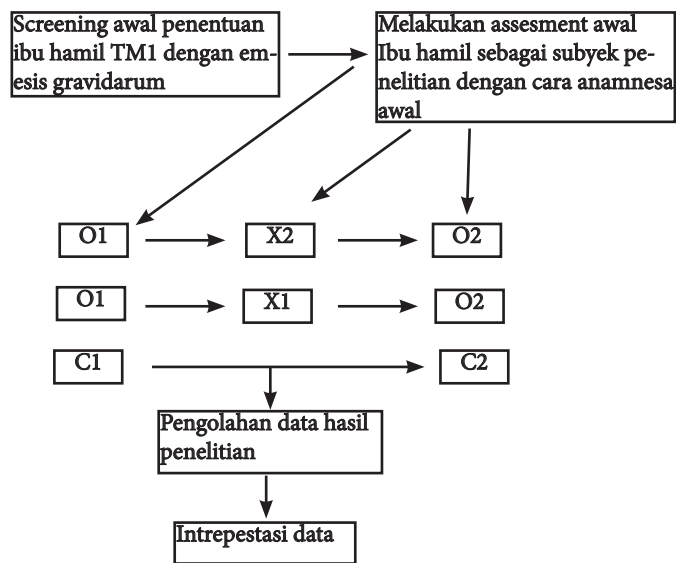 Screening awal penentuan
ibu hamil TM1 dengan em-
esis gravidarum
Melakukan assesment awal
Ibu hamil sebagai subyek pe-
nelitian dengan cara anamnesa
awal
O1
X2
O2
O1
X1
O2
C1
C2
Pengolahan data hasil
penelitian
Intrepestasi data